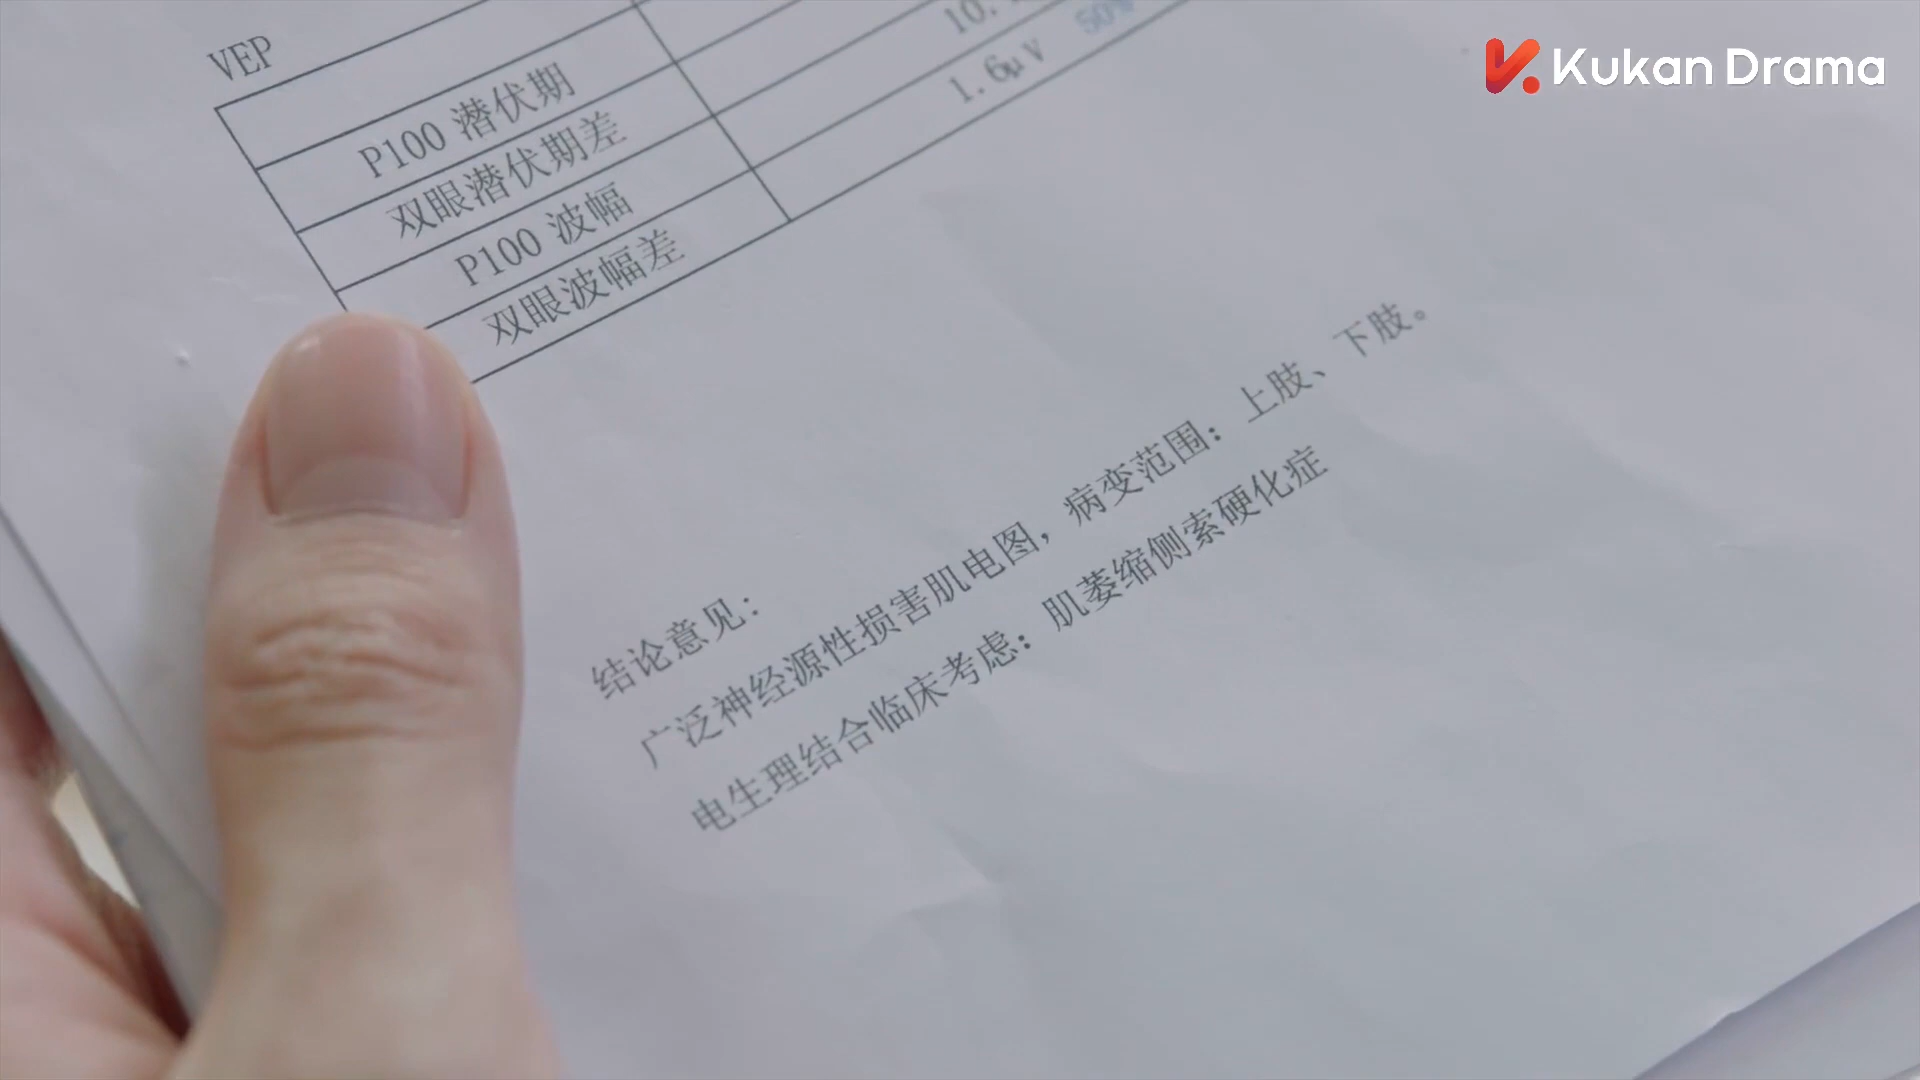 Kukan Drama
VEP
P100 潜伏期
双眼潜伏期差
10.
P100 波幅
1.6μV 50%
双眼波幅差
结论意见：
广泛神经源性损害肌电图，病变范围：上肢、下肢。
电生理结合临床考虑：肌萎缩侧索硬化症